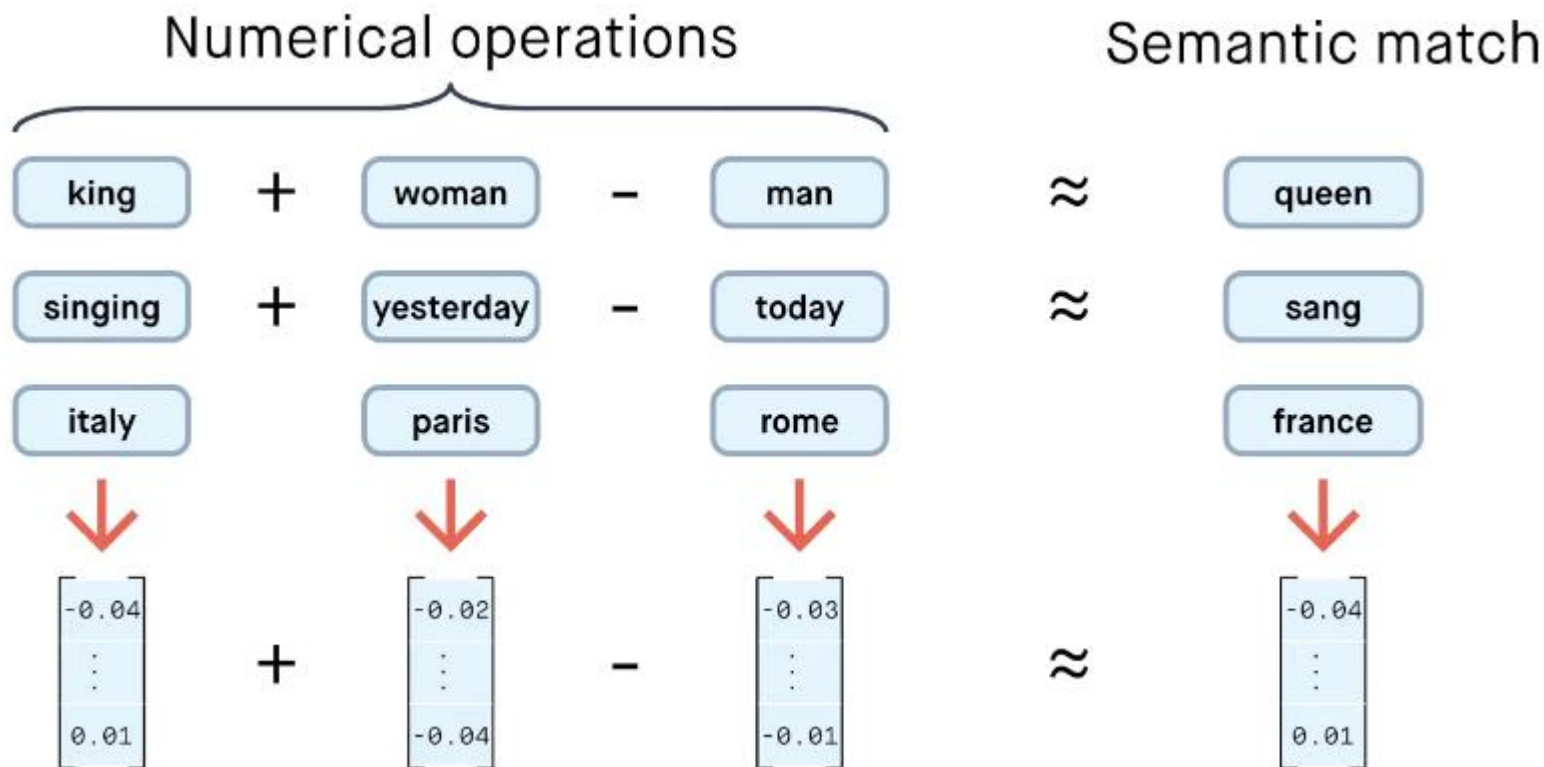 Numerical operations Semantic match
king + woman - man ≈ queen
singing + yesterday - today ≈ sang
italy paris rome france
-0.04 -0.02 -0.03 -0.04
⋮ + ⋮ - ⋮ ≈ ⋮
0.01 -0.04 -0.01 0.01